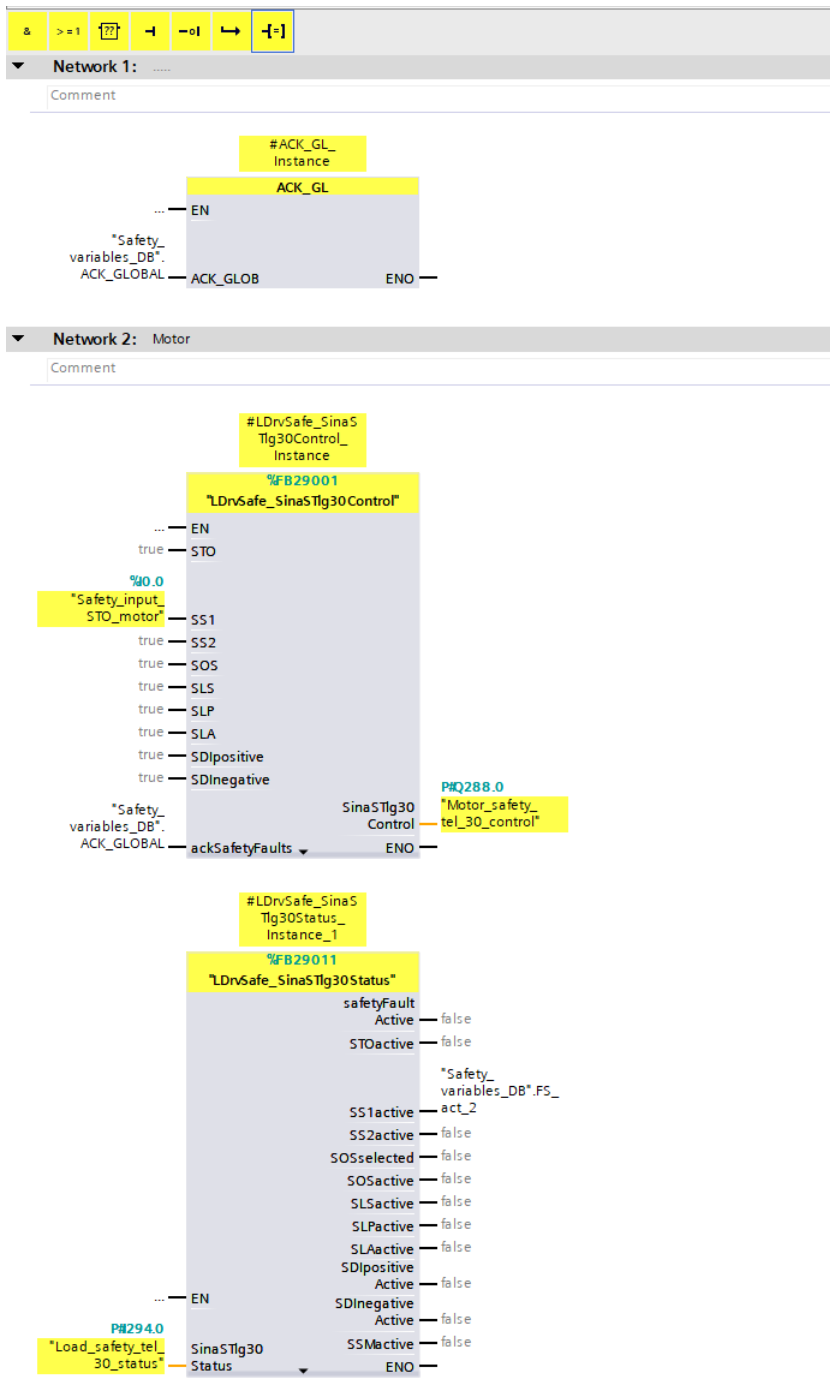 & >=1 ?? -[=]
Network 1: .....
Comment
#ACK_GL_
Instance
ACK_GL
... EN
"Safety_
variables_DB".
ACK_GLOBAL ACK_GLOB ENO
Network 2: Motor
Comment
#LDrvSafe_SinaS
Tlg30Control_
Instance
%FB29001
"LDrvSafe_SinaSTlg30Control"
... EN
true STO
%I0.0
"Safety_input_
STO_motor" SS1
true SS2
true SOS
true SLS
true SLP
true SLA
true SDIpositive
true SDInegative
P#Q288.0
"Safety_ SinaSTlg30 "Motor_safety_
variables_DB". Control tel_30_control"
ACK_GLOBAL ackSafetyFaults ENO
#LDrvSafe_SinaS
Tlg30Status_
Instance_1
%FB29011
"LDrvSafe_SinaSTlg30Status"
safetyFault
Active false
STOactive false
"Safety_
variables_DB".FS_
SS1active act_2
SS2active false
SOSselected false
SOSactive false
SLSactive false
SLPactive false
SLAactive false
SDIpositive
Active false
... EN SDInegative
Active false
P#I294.0
"Load_safety_tel_ SinaSTlg30 SSMactive false
30_status" Status ENO